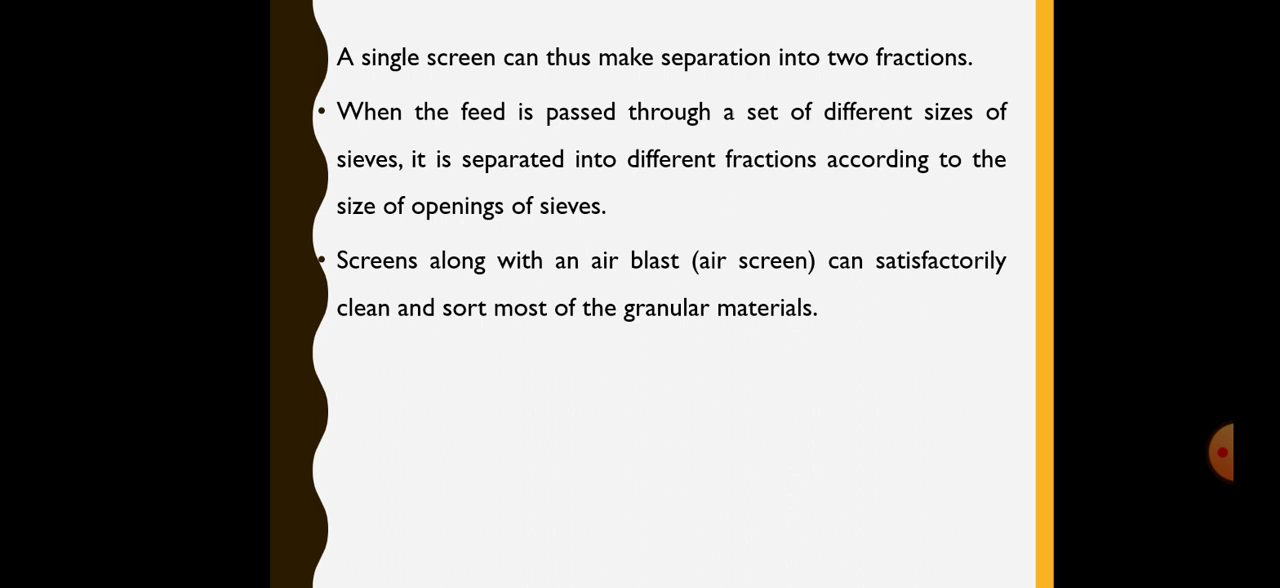 A single screen can thus make separation into two fractions.
• When the feed is passed through a set of different sizes of
sieves, it is separated into different fractions according to the
size of openings of sieves.
• Screens along with an air blast (air screen) can satisfactorily
clean and sort most of the granular materials.